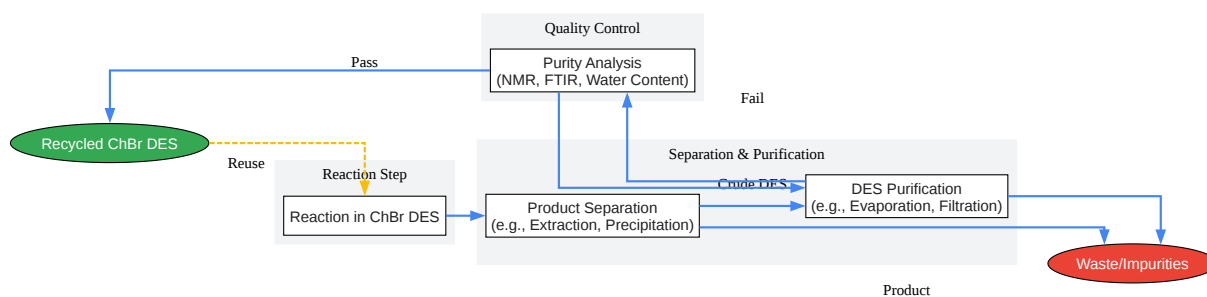 Quality Control
Purity Analysis
(NMR, FTIR, Water Content)
Pass
Fail
Recycled ChBr DES
Reuse
Reaction Step
Reaction in ChBr DES
Separation & Purification
Crude DES
Product Separation
(e.g., Extraction, Precipitation)
DES Purification
(e.g., Evaporation, Filtration)
Waste/Impurities
Product